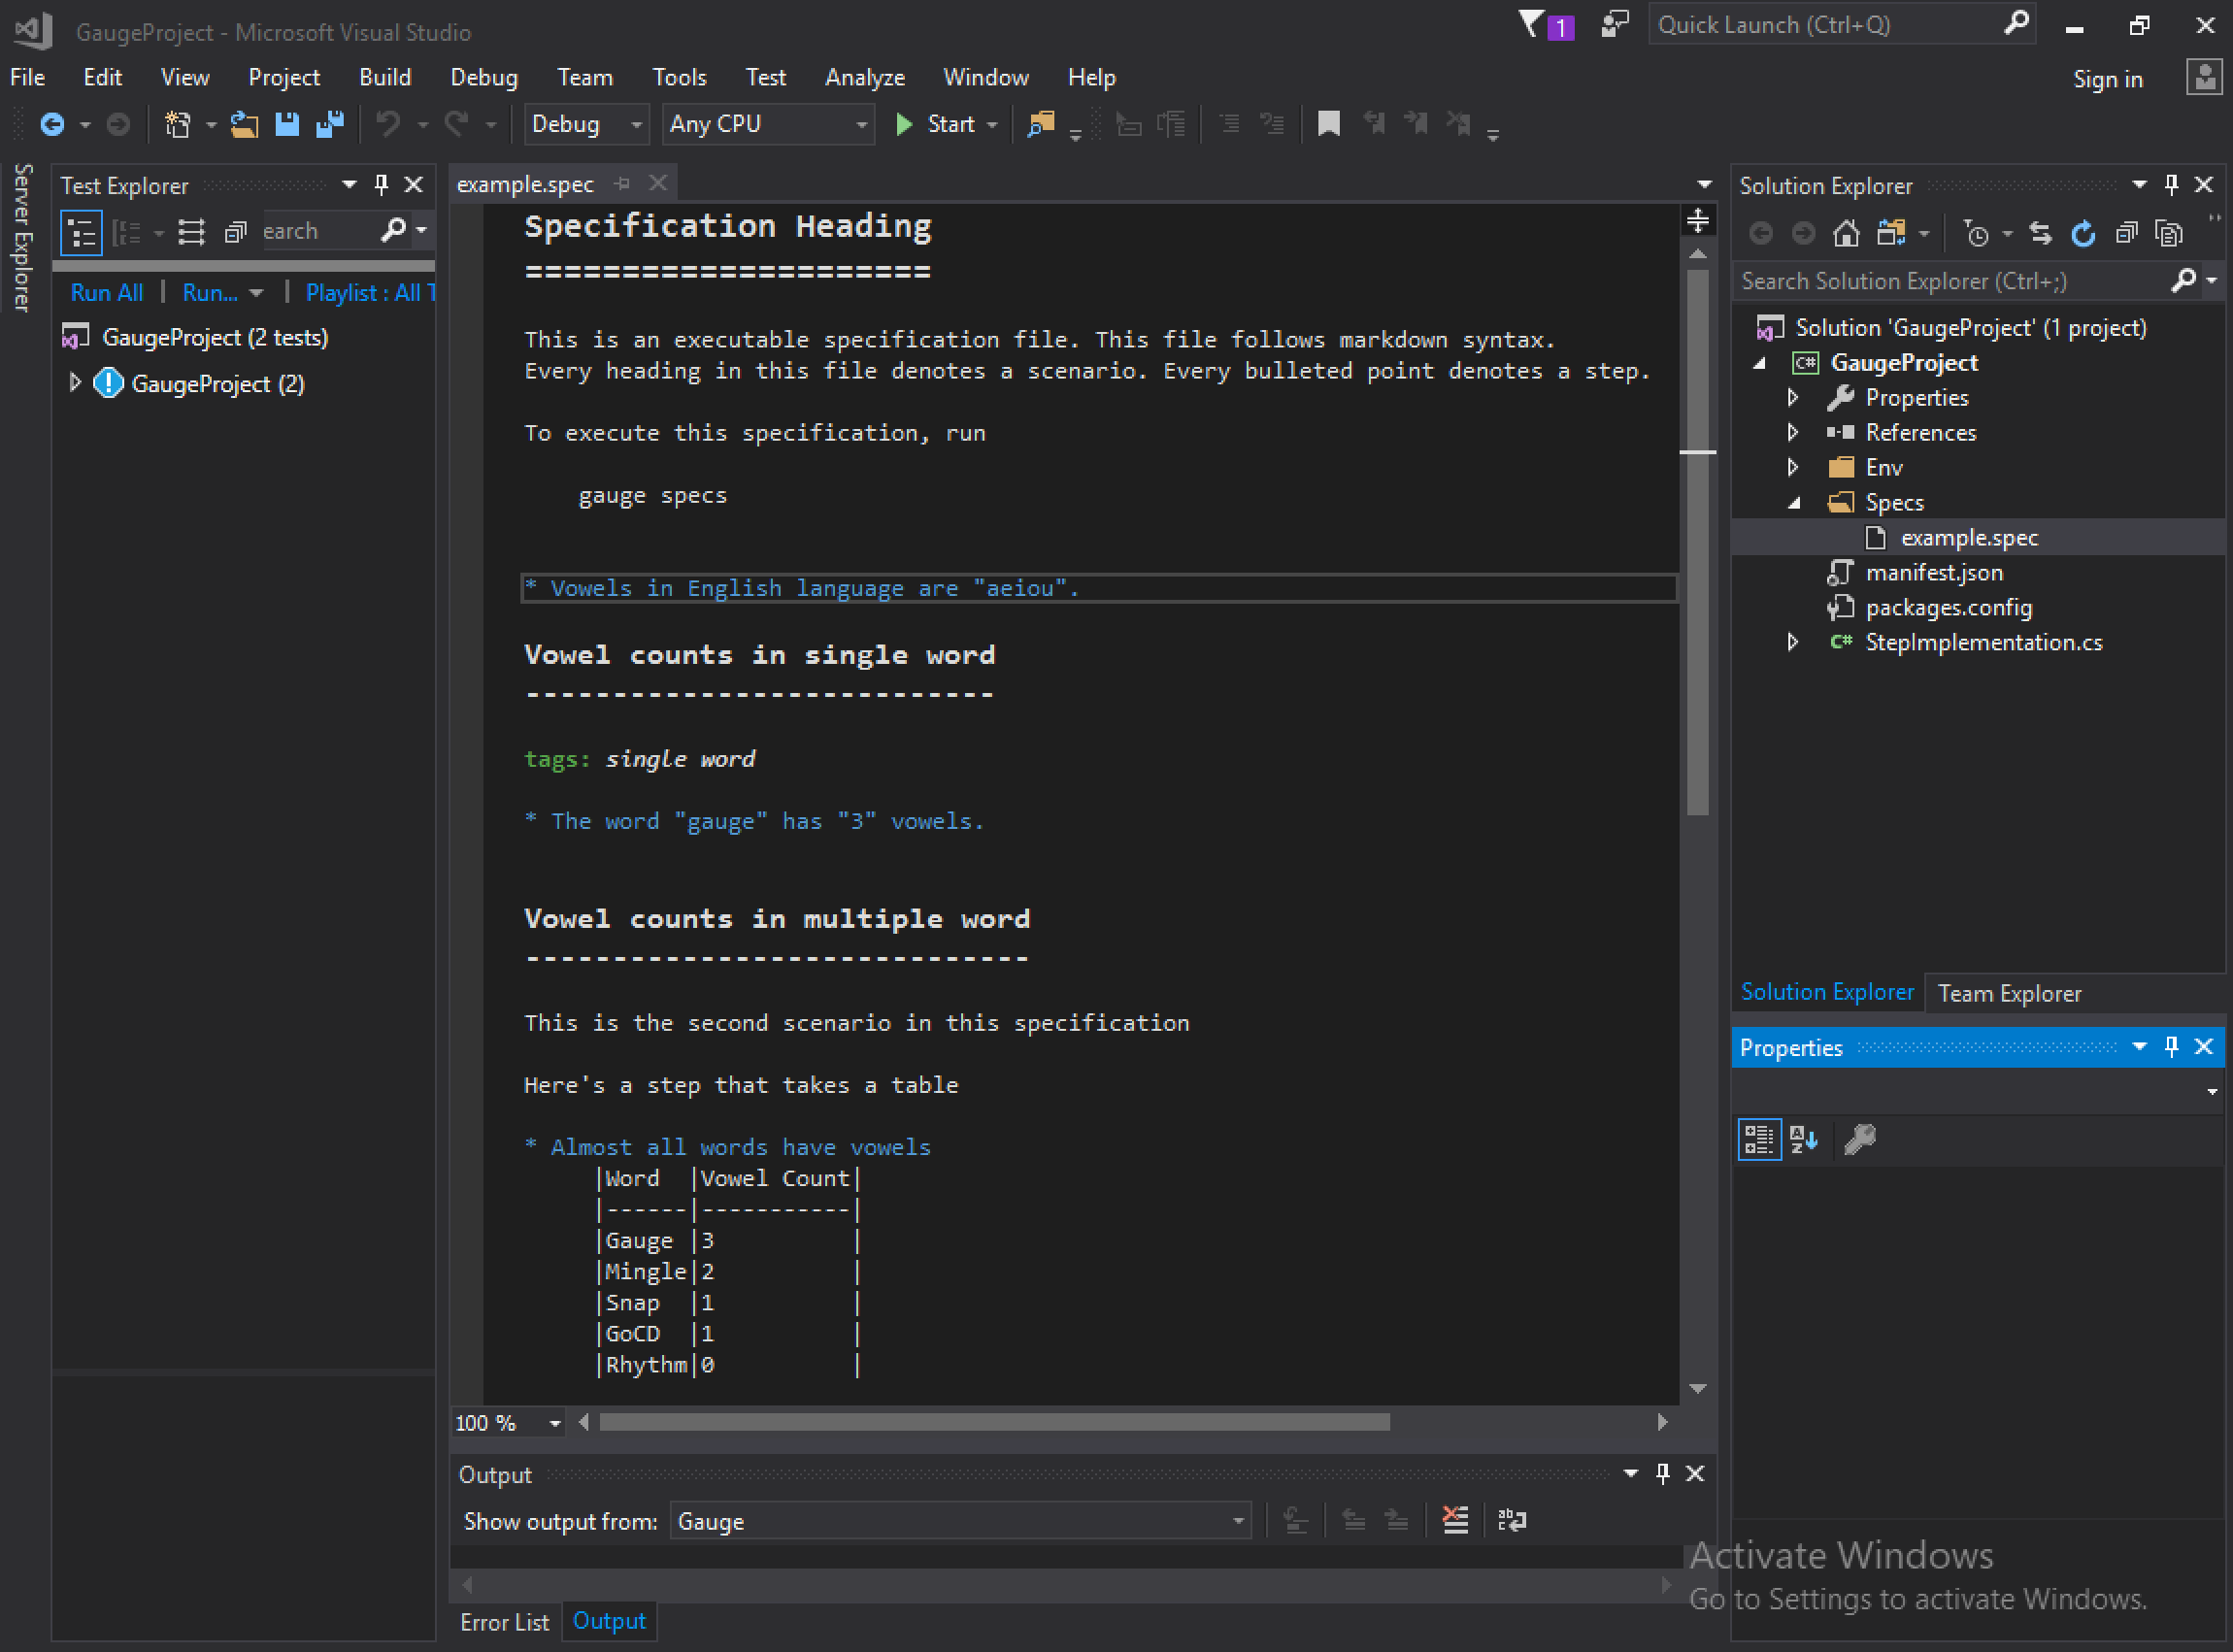 GaugeProject - Microsoft Visual Studio
1
Quick Launch (Ctrl+Q)
File Edit View Project Build Debug Team Tools Test Analyze Window Help
Sign in
Debug
Any CPU
Start
Server Explorer
Test Explorer
earch
Run All | Run... | Playlist : All T
GaugeProject (2 tests)
GaugeProject (2)
example.spec
Specification Heading
=====================
This is an executable specification file. This file follows markdown syntax.
Every heading in this file denotes a scenario. Every bulleted point denotes a step.
To execute this specification, run
gauge specs
* Vowels in English language are "aeiou".
Vowel counts in single word
---------------------------
tags: single word
* The word "gauge" has "3" vowels.
Vowel counts in multiple word
-----------------------------
This is the second scenario in this specification
Here's a step that takes a table
* Almost all words have vowels
|Word  |Vowel Count|
|------|-----------|
|Gauge |3          |
|Mingle|2          |
|Snap  |1          |
|GoCD  |1          |
|Rhythm|0          |
100 %
Output
Show output from: Gauge
Error List Output
Solution Explorer
Search Solution Explorer (Ctrl+;)
Solution 'GaugeProject' (1 project)
C# GaugeProject
Properties
References
Env
Specs
example.spec
manifest.json
packages.config
C# StepImplementation.cs
Solution Explorer Team Explorer
Properties
Activate Windows
Go to Settings to activate Windows.